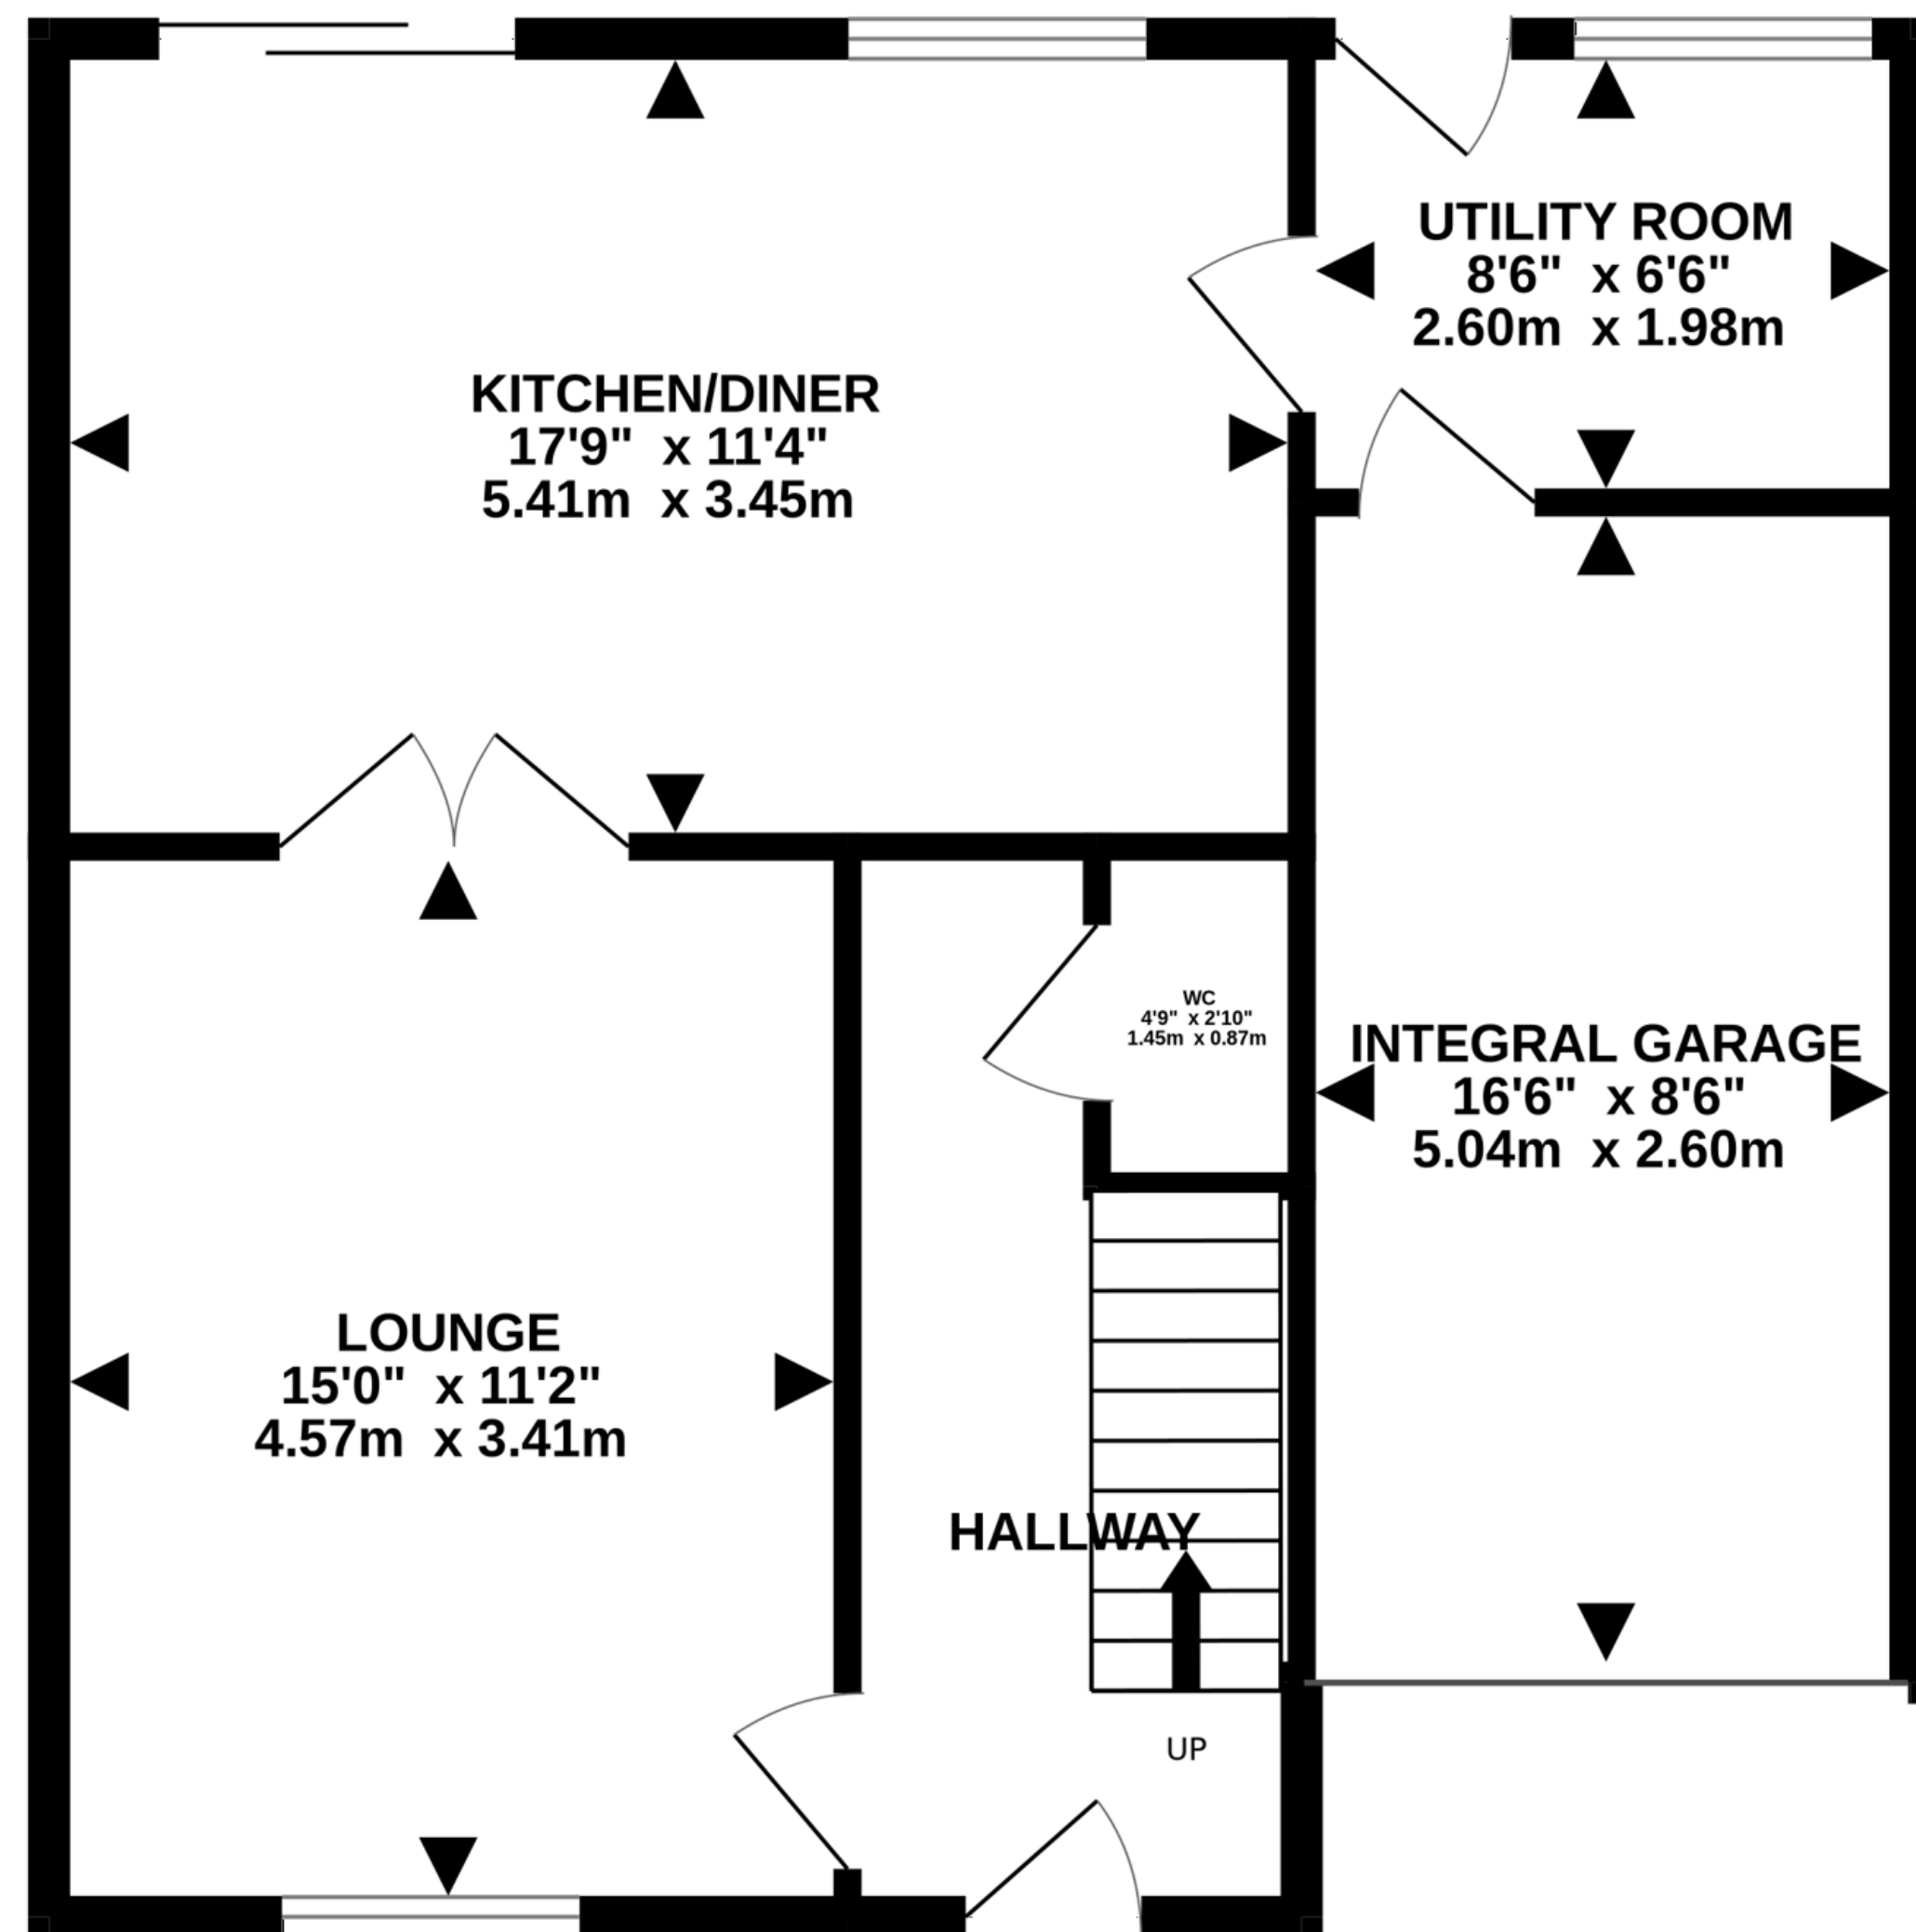 UTILITY ROOM
8'6" x 6'6"
2.60m x 1.98m
KITCHEN/DINER
17'9" x 11'4"
5.41m x 3.45m
WC
4'9" x 2'10"
1.45m x 0.87m
INTEGRAL GARAGE
16'6" x 8'6"
5.04m x 2.60m
LOUNGE
15'0" x 11'2"
4.57m x 3.41m
HALLWAY
UP